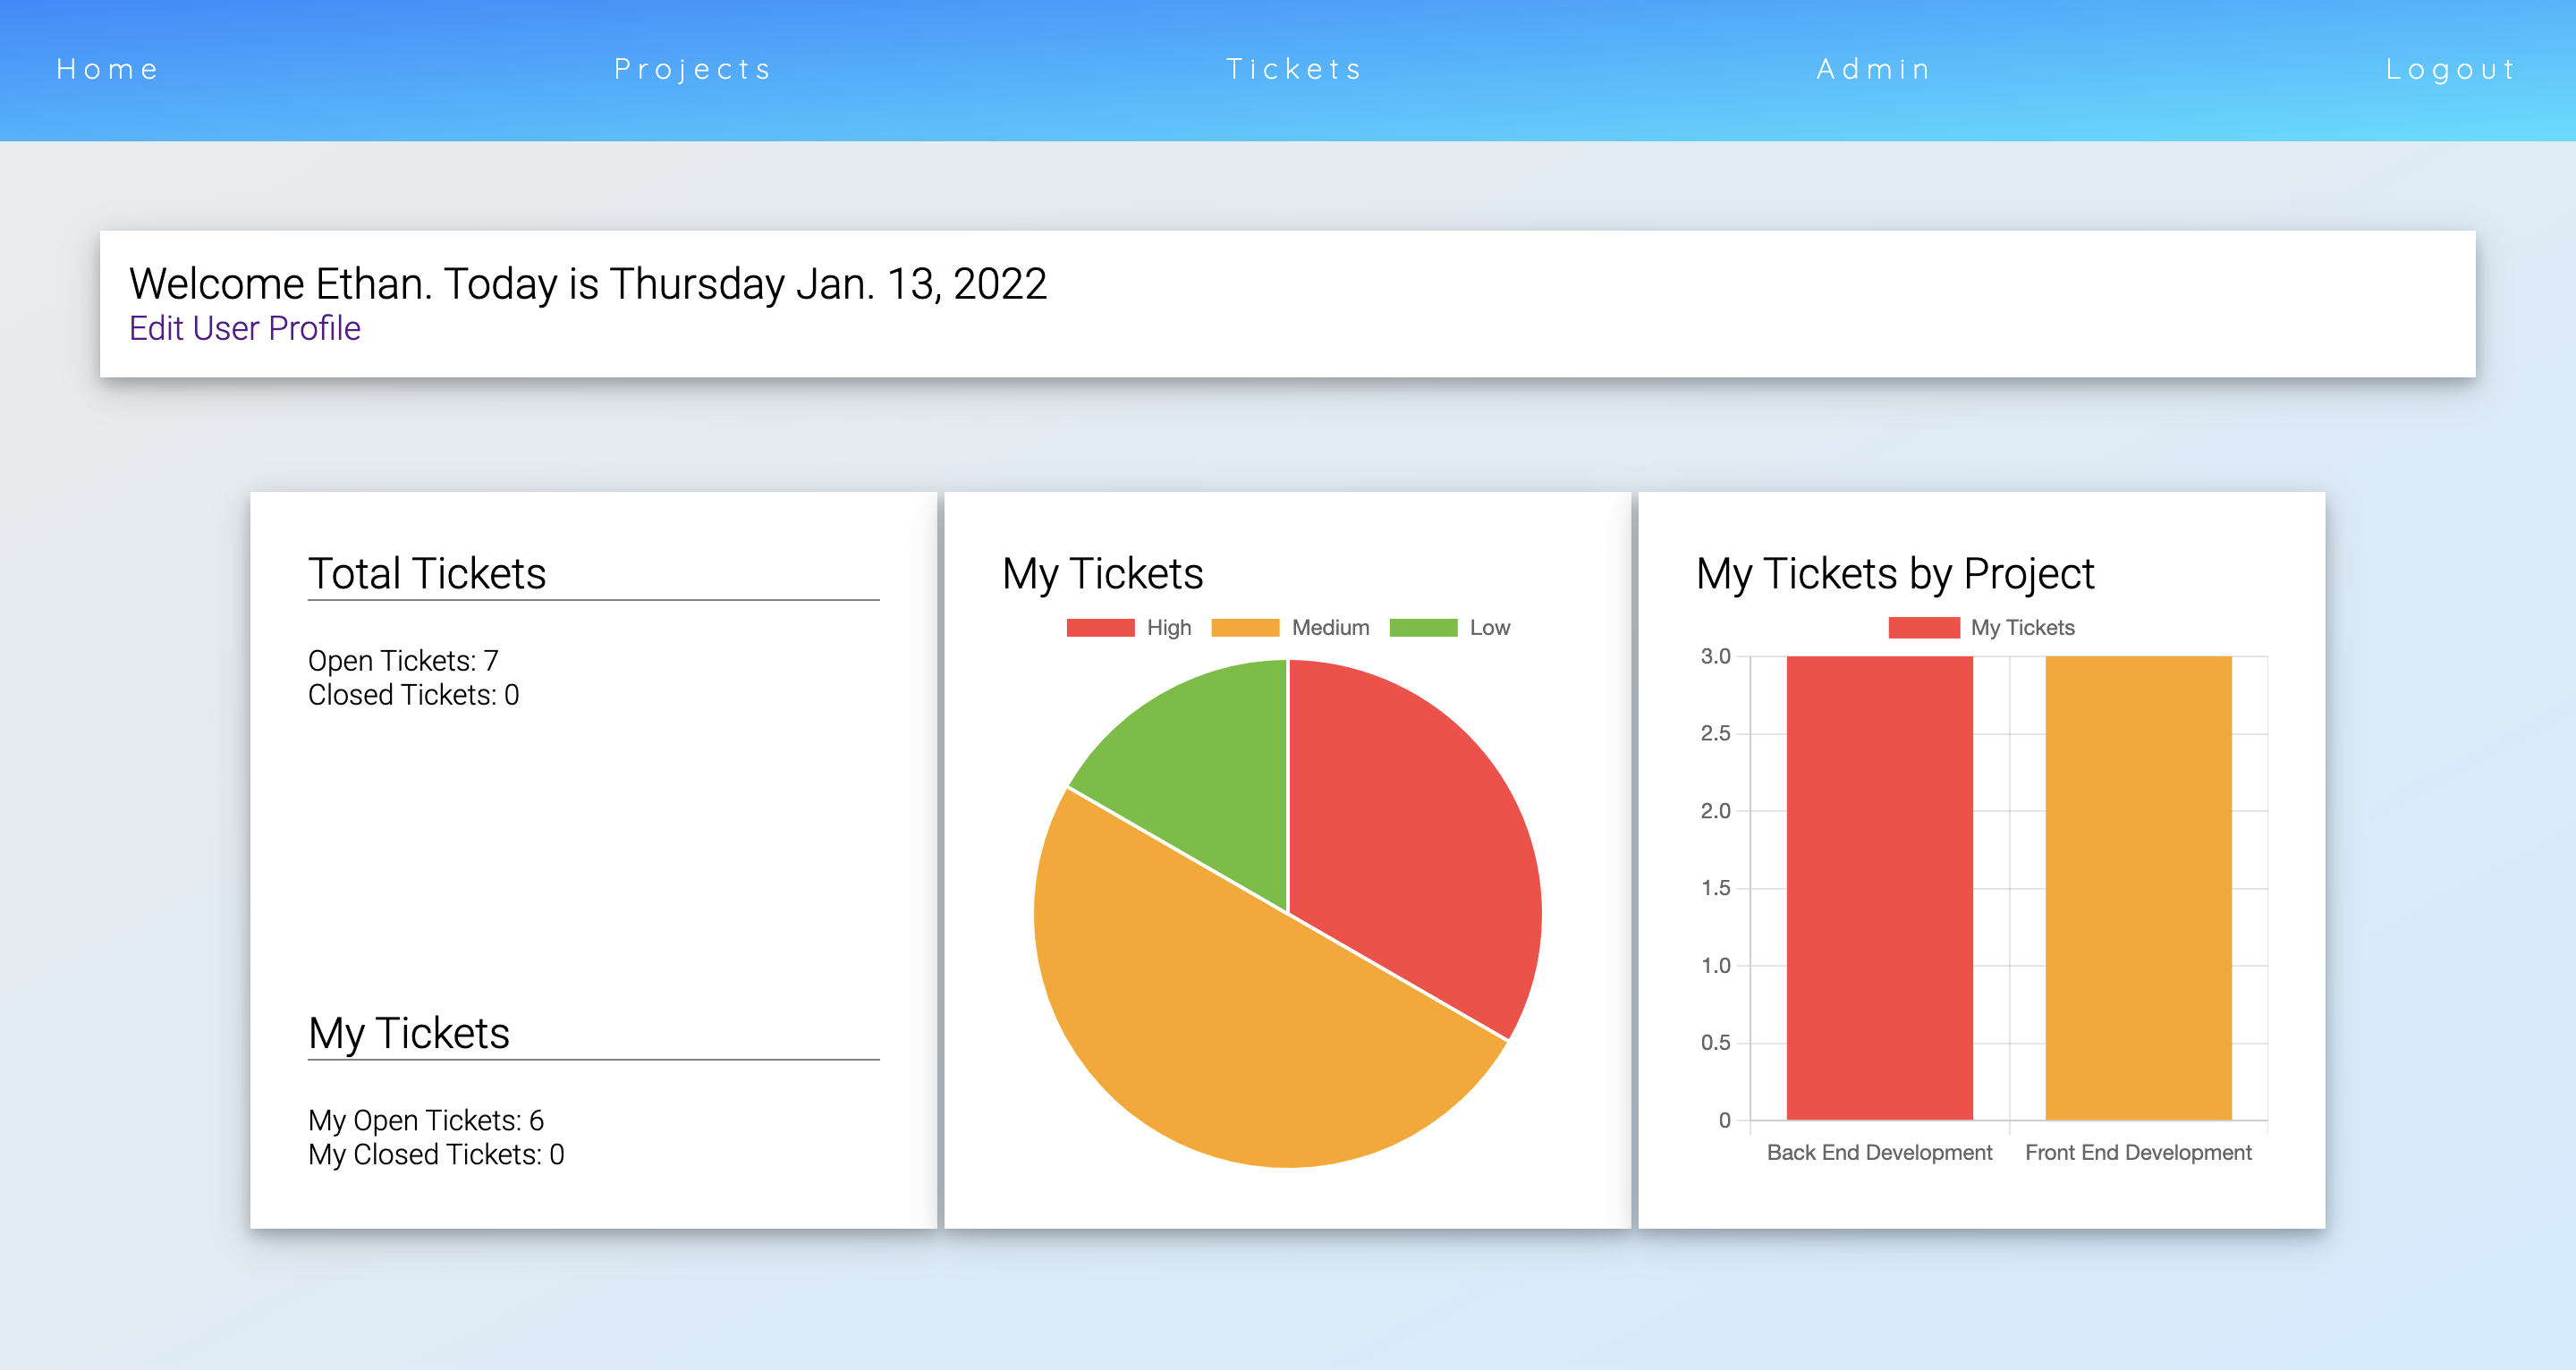 Home Projects Tickets Admin Logout
Welcome Ethan. Today is Thursday Jan. 13, 2022
Edit User Profile
Total Tickets
Open Tickets: 7
Closed Tickets: 0
My Tickets
My Open Tickets: 6
My Closed Tickets: 0
My Tickets
High Medium Low
My Tickets by Project
My Tickets
3.0
2.5
2.0
1.5
1.0
0.5
0
Back End Development Front End Development